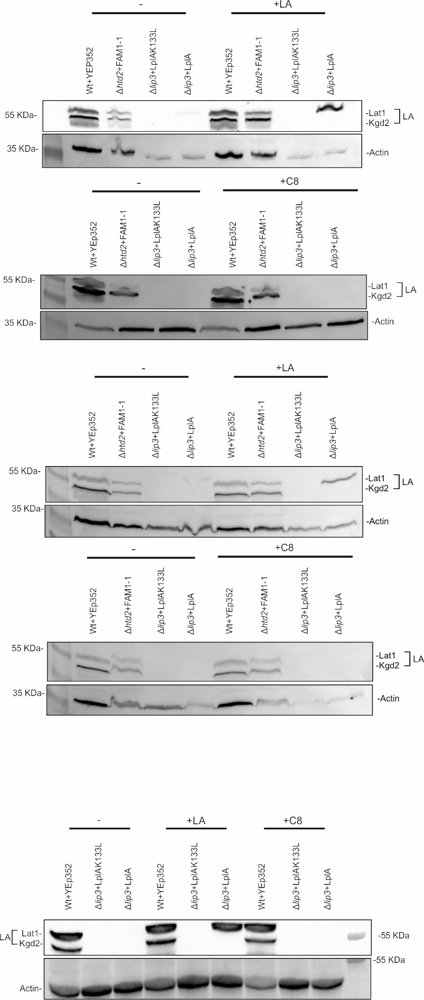 - +LA
Wt+YEP352 Δhtd2+FAM1-1 Δlip3+LplAK133L Δlip3+LplA Wt+YEp352 Δhtd2+FAM1-1 Δlip3+LplAK133L Δlip3+LplA
55 KDa- -Lat1 LA
-Kgd2
35 KDa- -Actin
- +C8
Wt+YEp352 Δhtd2+FAM1-1 Δlip3+LplAK133L Δlip3+LplA Wt+YEp352 Δhtd2+FAM1-1 Δlip3+LplAK133L Δlip3+LplA
55 KDa- -Lat1 LA
-Kgd2
35 KDa- -Actin
- +LA
Wt+YEp352 Δhtd2+FAM1-1 Δlip3+LplAK133L Δlip3+LplA Wt+YEp352 Δhtd2+FAM1-1 Δlip3+LplAK133L Δlip3+LplA
55 KDa- -Lat1 LA
-Kgd2
35 KDa- -Actin
- +C8
Wt+YEp352 Δhtd2+FAM1-1 Δlip3+LplAK133L Δlip3+LplA Wt+YEp352 Δhtd2+FAM1-1 Δlip3+LplAK133L Δlip3+LplA
55 KDa- -Lat1 LA
-Kgd2
35 KDa- -Actin
- +LA +C8
Wt+YEp352 Δlip3+LplAK133L Δlip3+LplA Wt+YEp352 Δlip3+LplAK133L Δlip3+LplA Wt+YEp352 Δlip3+LplAK133L Δlip3+LplA
LA Lat1- -55 KDa
Kgd2-
-55 KDa
Actin-